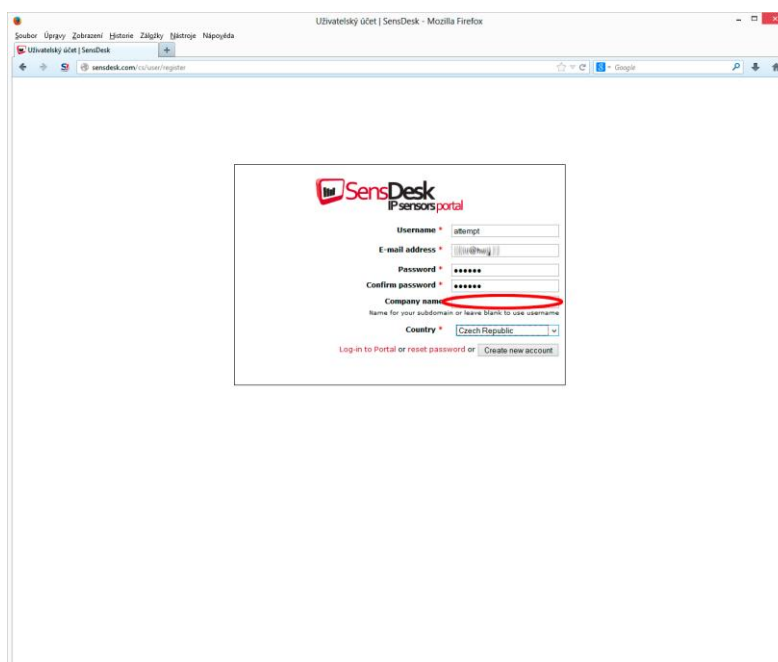 Uživatelský účet | SensDesk - Mozilla Firefox
Soubor Úpravy Zobrazení Historie Záložky Nástroje Nápověda
Uživatelský účet | SensDesk
sensdesk.com/cs/user/register
Google
SensDesk
IP sensors portal
Username *
attempt
E-mail address *
Password *
Confirm password *
Company name
Name for your subdomain or leave blank to use username
Country *
Czech Republic
Log-in to Portal or reset password or Create new account